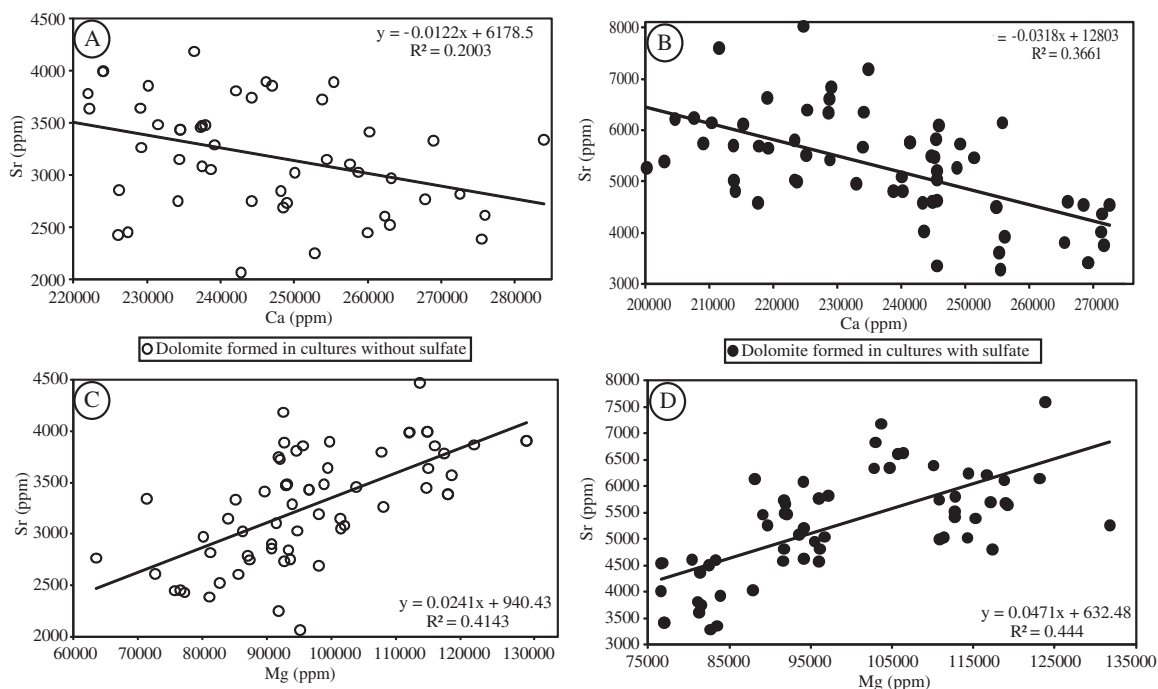 A
y = -0.0122x + 6178.5
R² = 0.2003
4500
4000
3500
3000
2500
2000
Sr (ppm)
220000 230000 240000 250000 260000 270000 280000
Ca (ppm)
B
= -0.0318x + 12803
R² = 0.3661
8000
7000
6000
5000
4000
3000
Sr (ppm)
200000 210000 220000 230000 240000 250000 260000 270000
Ca (ppm)
Dolomite formed in cultures without sulfate
Dolomite formed in cultures with sulfate
C
4500
4000
3500
3000
2500
2000
Sr (ppm)
y = 0.0241x + 940.43
R² = 0.4143
60000 70000 80000 90000 100000 110000 120000 130000
Mg (ppm)
D
8000
7500
7000
6500
6000
5500
5000
4500
4000
3500
3000
Sr (ppm)
y = 0.0471x + 632.48
R² = 0.444
75000 85000 95000 105000 115000 125000 135000
Mg (ppm)